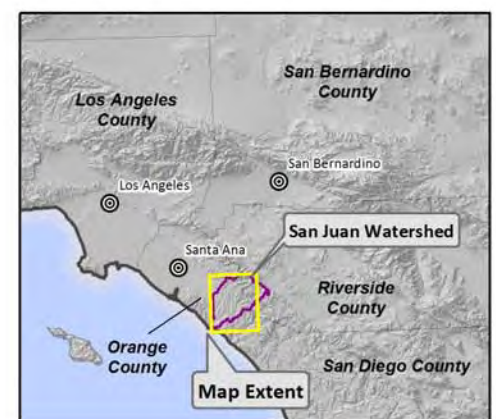 San Bernardino
County
Los Angeles
County
San Bernardino
Los Angeles
San Juan Watershed
Santa Ana
Riverside
County
Orange
County
San Diego County
Map Extent